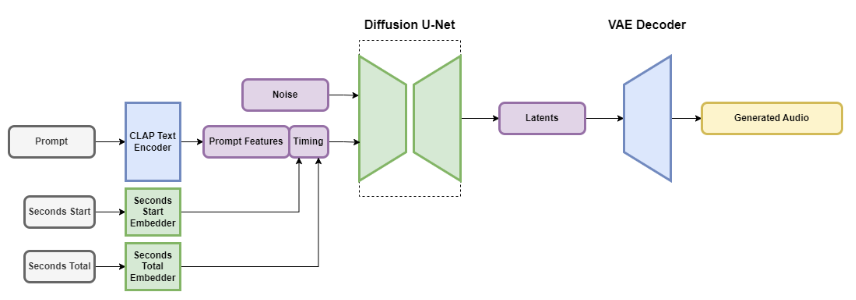 Diffusion U-Net
VAE Decoder
Noise
Prompt
CLAP Text
Encoder
Prompt Features
Timing
Latents
Generated Audio
Seconds Start
Seconds
Start
Embedder
Seconds Total
Seconds
Total
Embedder